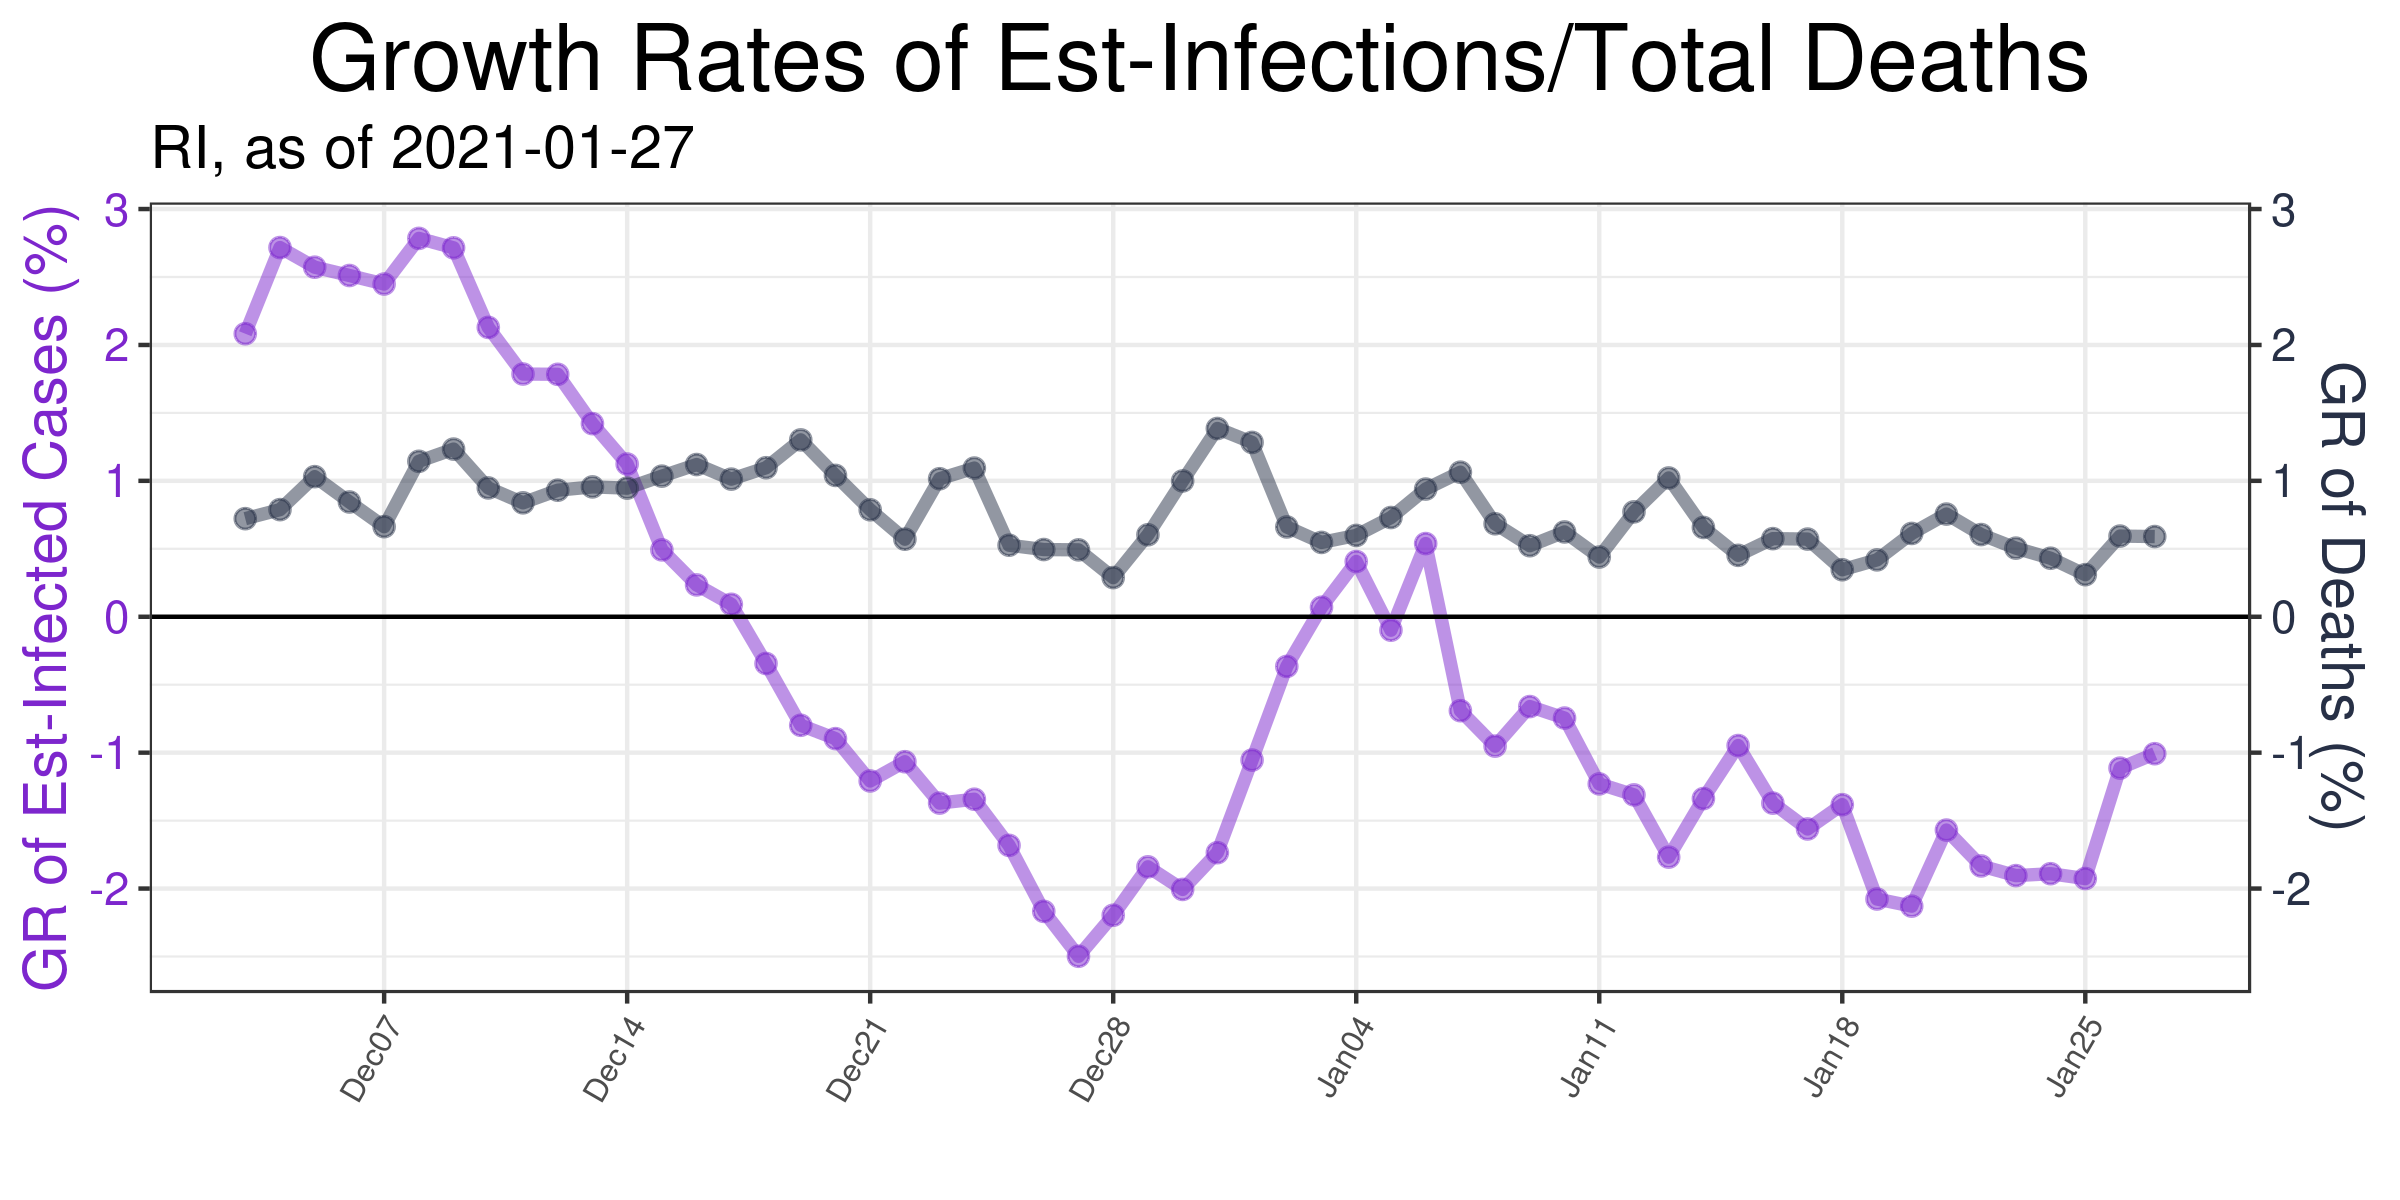 Growth Rates of Est-Infections/Total Deaths
RI, as of 2021-01-27
GR of Est-Infected Cases (%)
3
2
1
0
-1
-2
3
2
1
0
-1
-2
GR of Deaths (%)
Dec07
Dec14
Dec21
Dec28
Jan04
Jan11
Jan18
Jan25